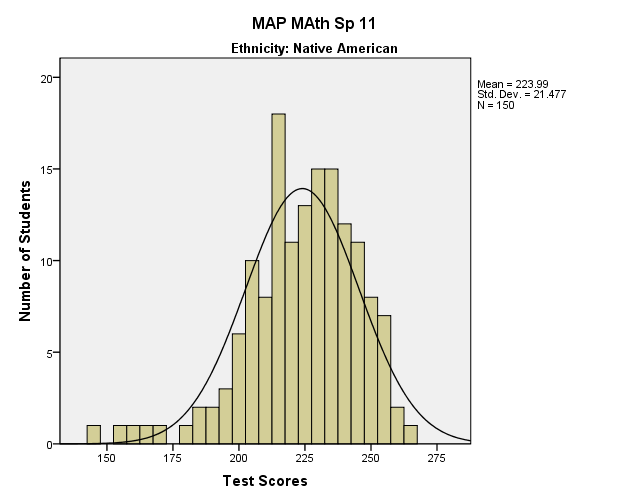 MAP MAth Sp 11
Ethnicity: Native American
Mean = 223.99
Std. Dev. = 21.477
N = 150
Number of Students
20
15
10
5
0
150 175 200 225 250 275
Test Scores